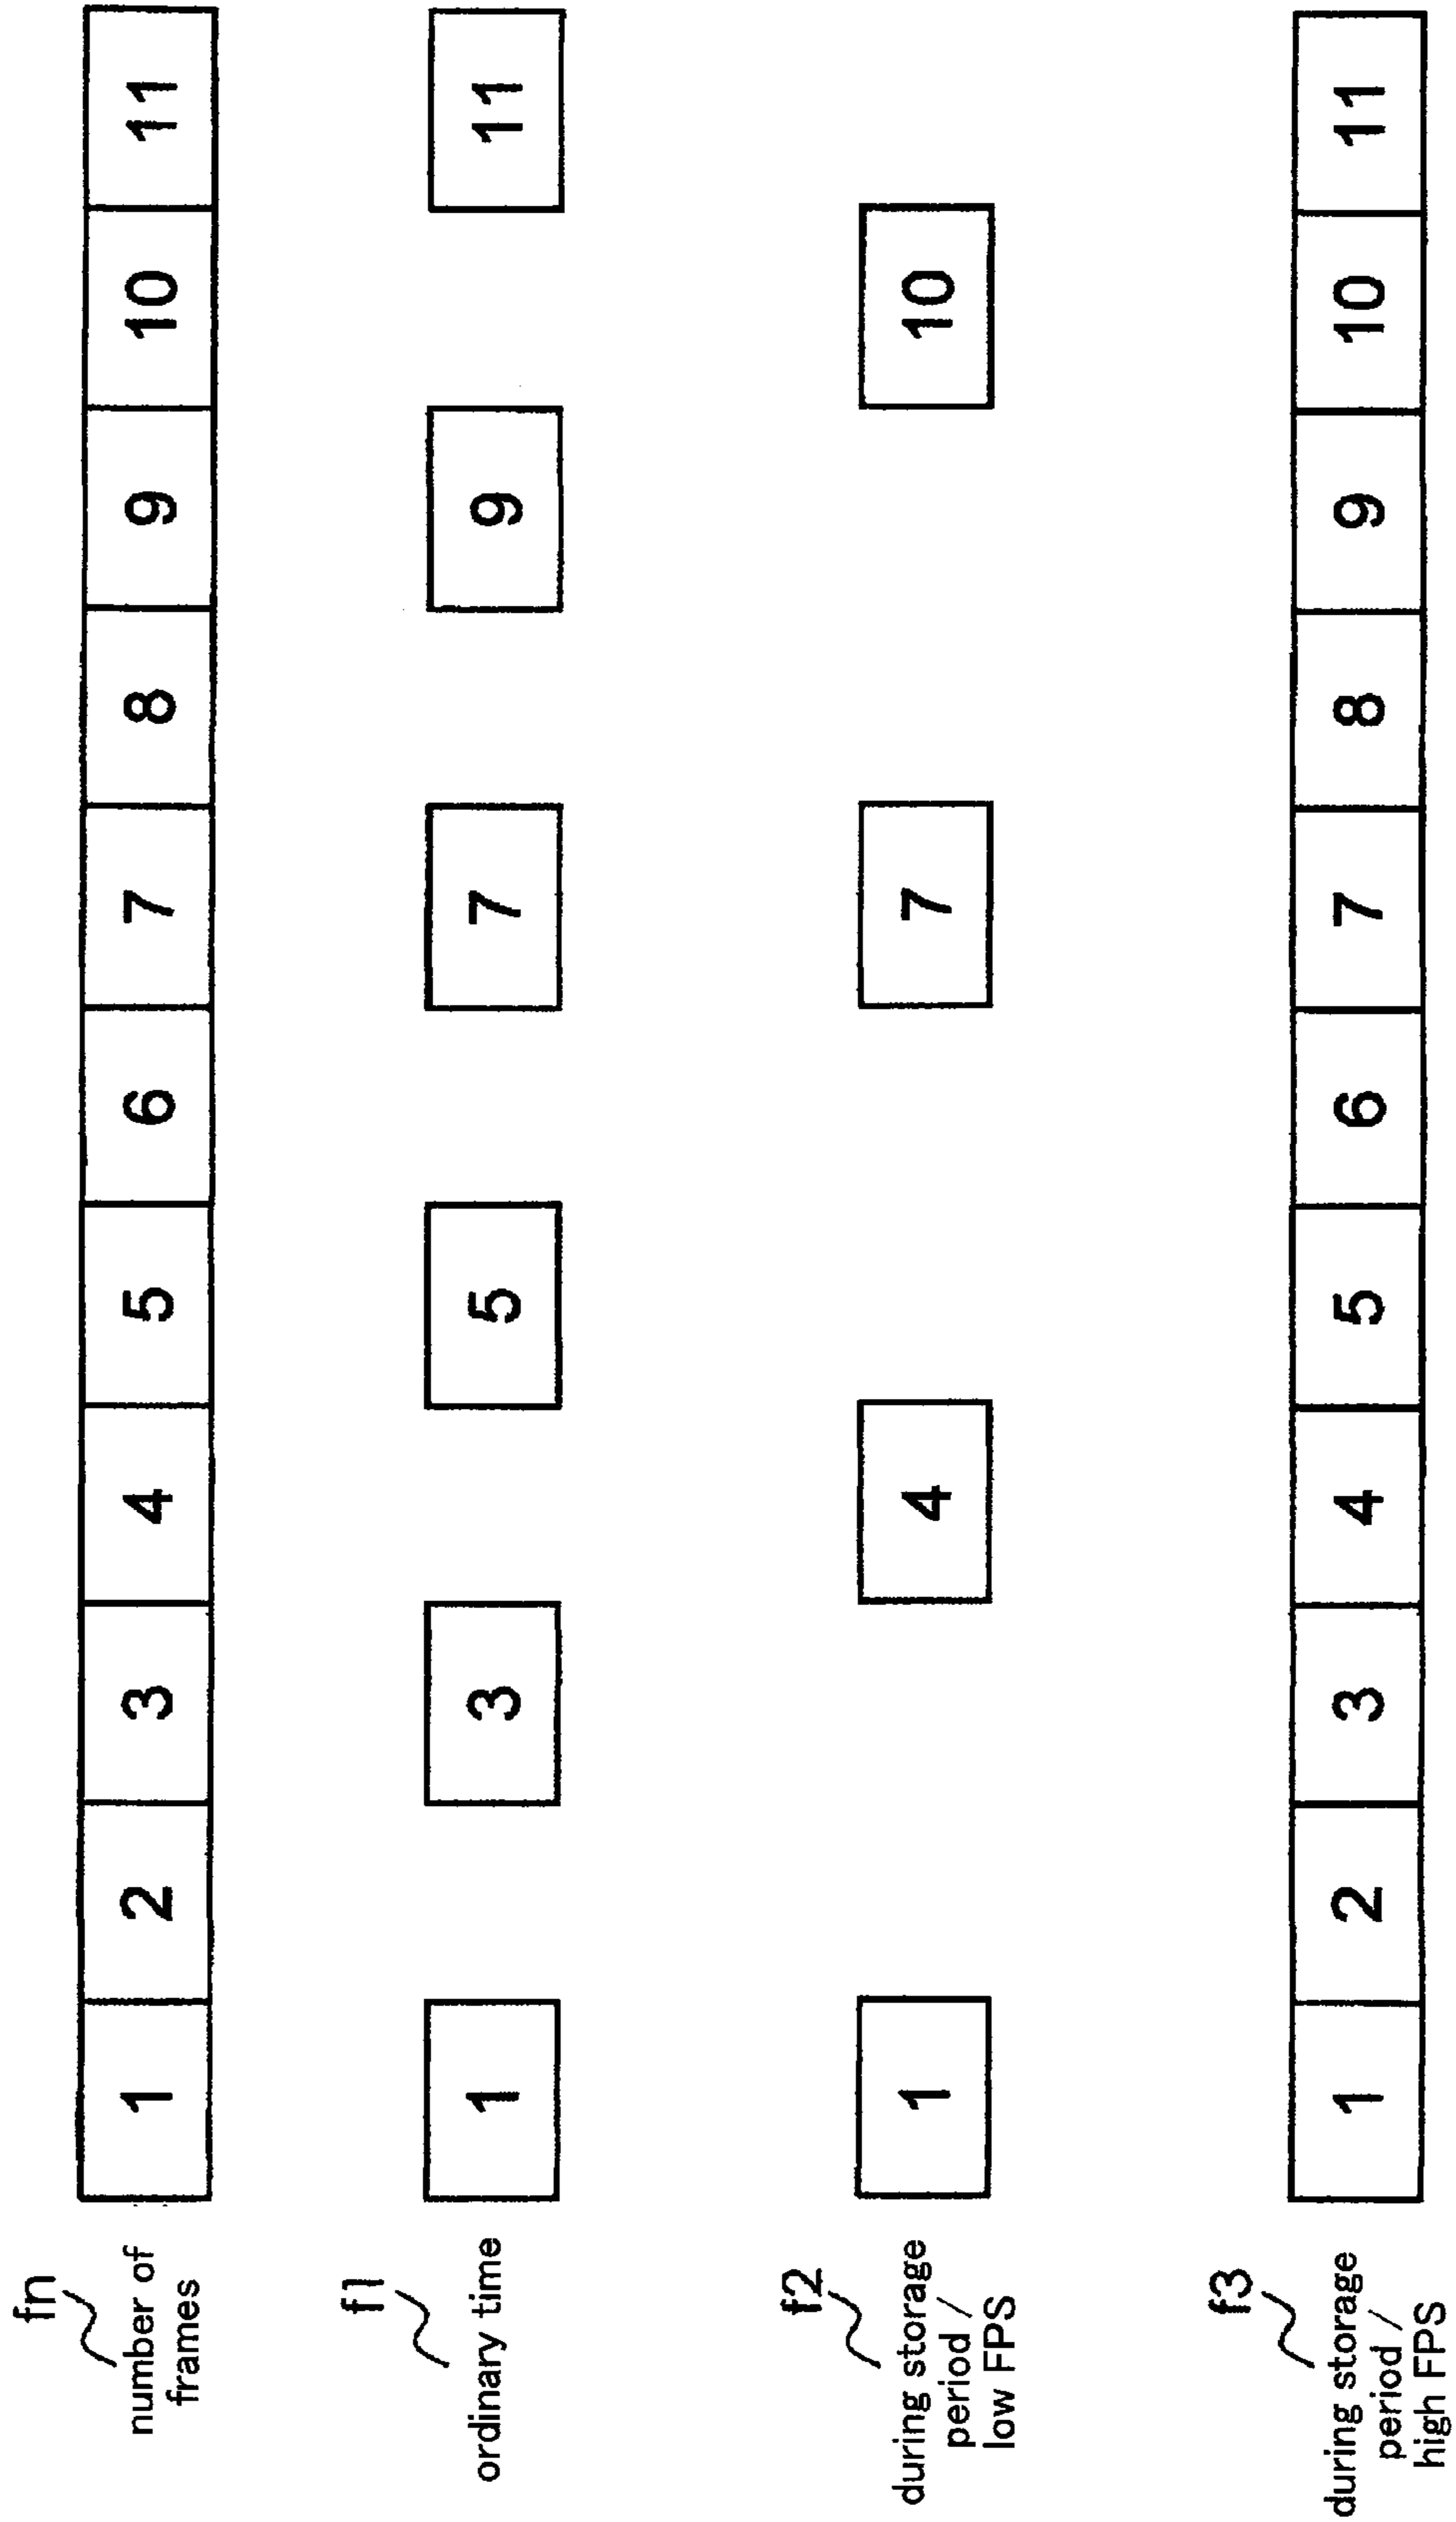 fn
number of
frames
1 2 3 4 5 6 7 8 9 10 11
f1
ordinary time
1 3 5 7 9 11
f2
during storage
period /
low FPS
1 4 7 10
f3
during storage
period /
high FPS
1 2 3 4 5 6 7 8 9 10 11